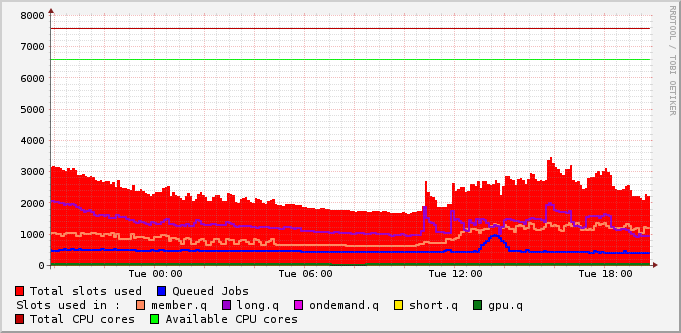 8000
7000
6000
5000
4000
3000
2000
1000
0
Tue 00:00 Tue 06:00 Tue 12:00 Tue 18:00
RRDTOOL / TOBI OETIKER
Total slots used Queued Jobs
Slots used in : member.q long.q ondemand.q short.q gpu.q
Total CPU cores Available CPU cores